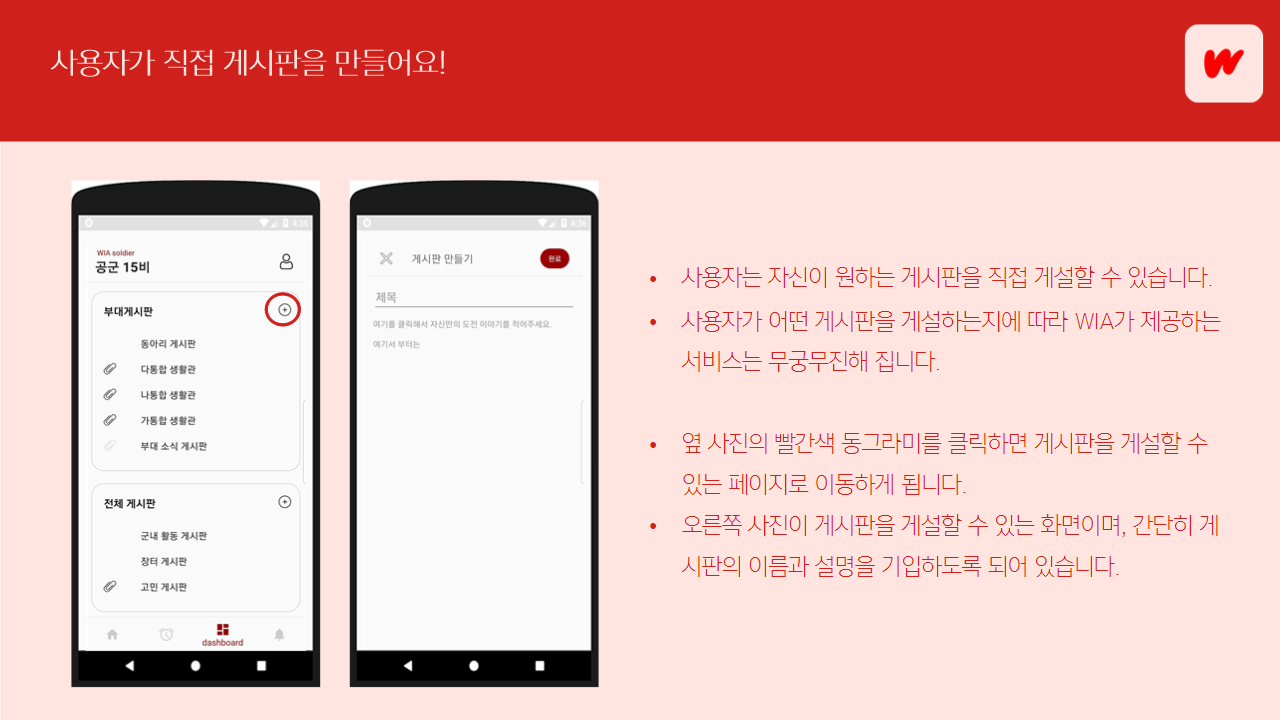 사용자가 직접 게시판을 만들어요!
W
4:36
WIA soldier
공군 15비
부대게시판
동아리 게시판
다통합 생활관
나통합 생활관
가통합 생활관
부대 소식 게시판
전체 게시판
군내 활동 게시판
장터 게시판
고민 게시판
dashboard
4:36
게시판 만들기
완료
제목
여기를 클릭해서 자신만의 도전 이야기를 적어주세요.
여기서 부터는
• 사용자는 자신이 원하는 게시판을 직접 게설할 수 있습니다.
• 사용자가 어떤 게시판을 게설하는지에 따라 WIA가 제공하는
서비스는 무궁무진해 집니다.
• 옆 사진의 빨간색 동그라미를 클릭하면 게시판을 게설할 수
있는 페이지로 이동하게 됩니다.
• 오른쪽 사진이 게시판을 게설할 수 있는 화면이며, 간단히 게
시판의 이름과 설명을 기입하도록 되어 있습니다.